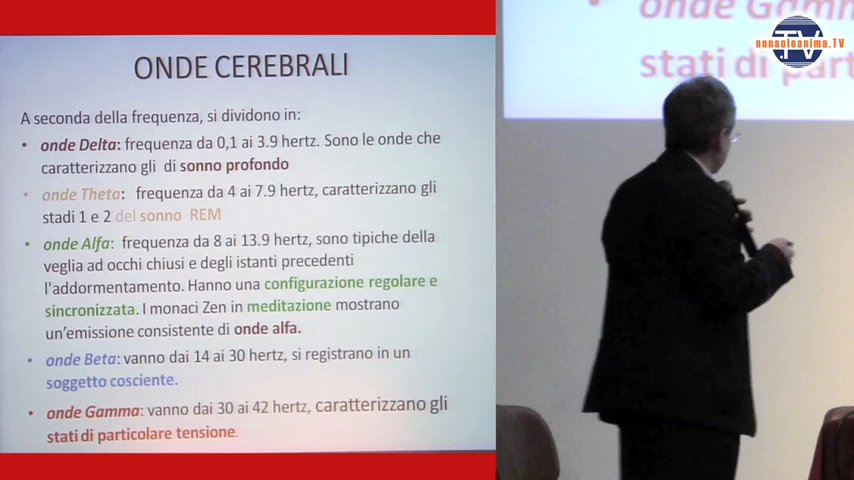 ONDE CEREBRALI
A seconda della frequenza, si dividono in:
• onde Delta: frequenza da 0,1 ai 3.9 hertz. Sono le onde che
caratterizzano gli di sonno profondo
• onde Theta: frequenza da 4 ai 7.9 hertz, caratterizzano gli
stadi 1 e 2 del sonno REM
• onde Alfa: frequenza da 8 ai 13.9 hertz, sono tipiche della
veglia ad occhi chiusi e degli istanti precedenti
l'addormentamento. Hanno una configurazione regolare e
sincronizzata. I monaci Zen in meditazione mostrano
un'emissione consistente di onde alfa.
• onde Beta: vanno dai 14 ai 30 hertz, si registrano in un
soggetto cosciente.
• onde Gamma: vanno dai 30 ai 42 hertz, caratterizzano gli
stati di particolare tensione.
• onde Gamm
stati di parti
TV
nonsoloanima.TV